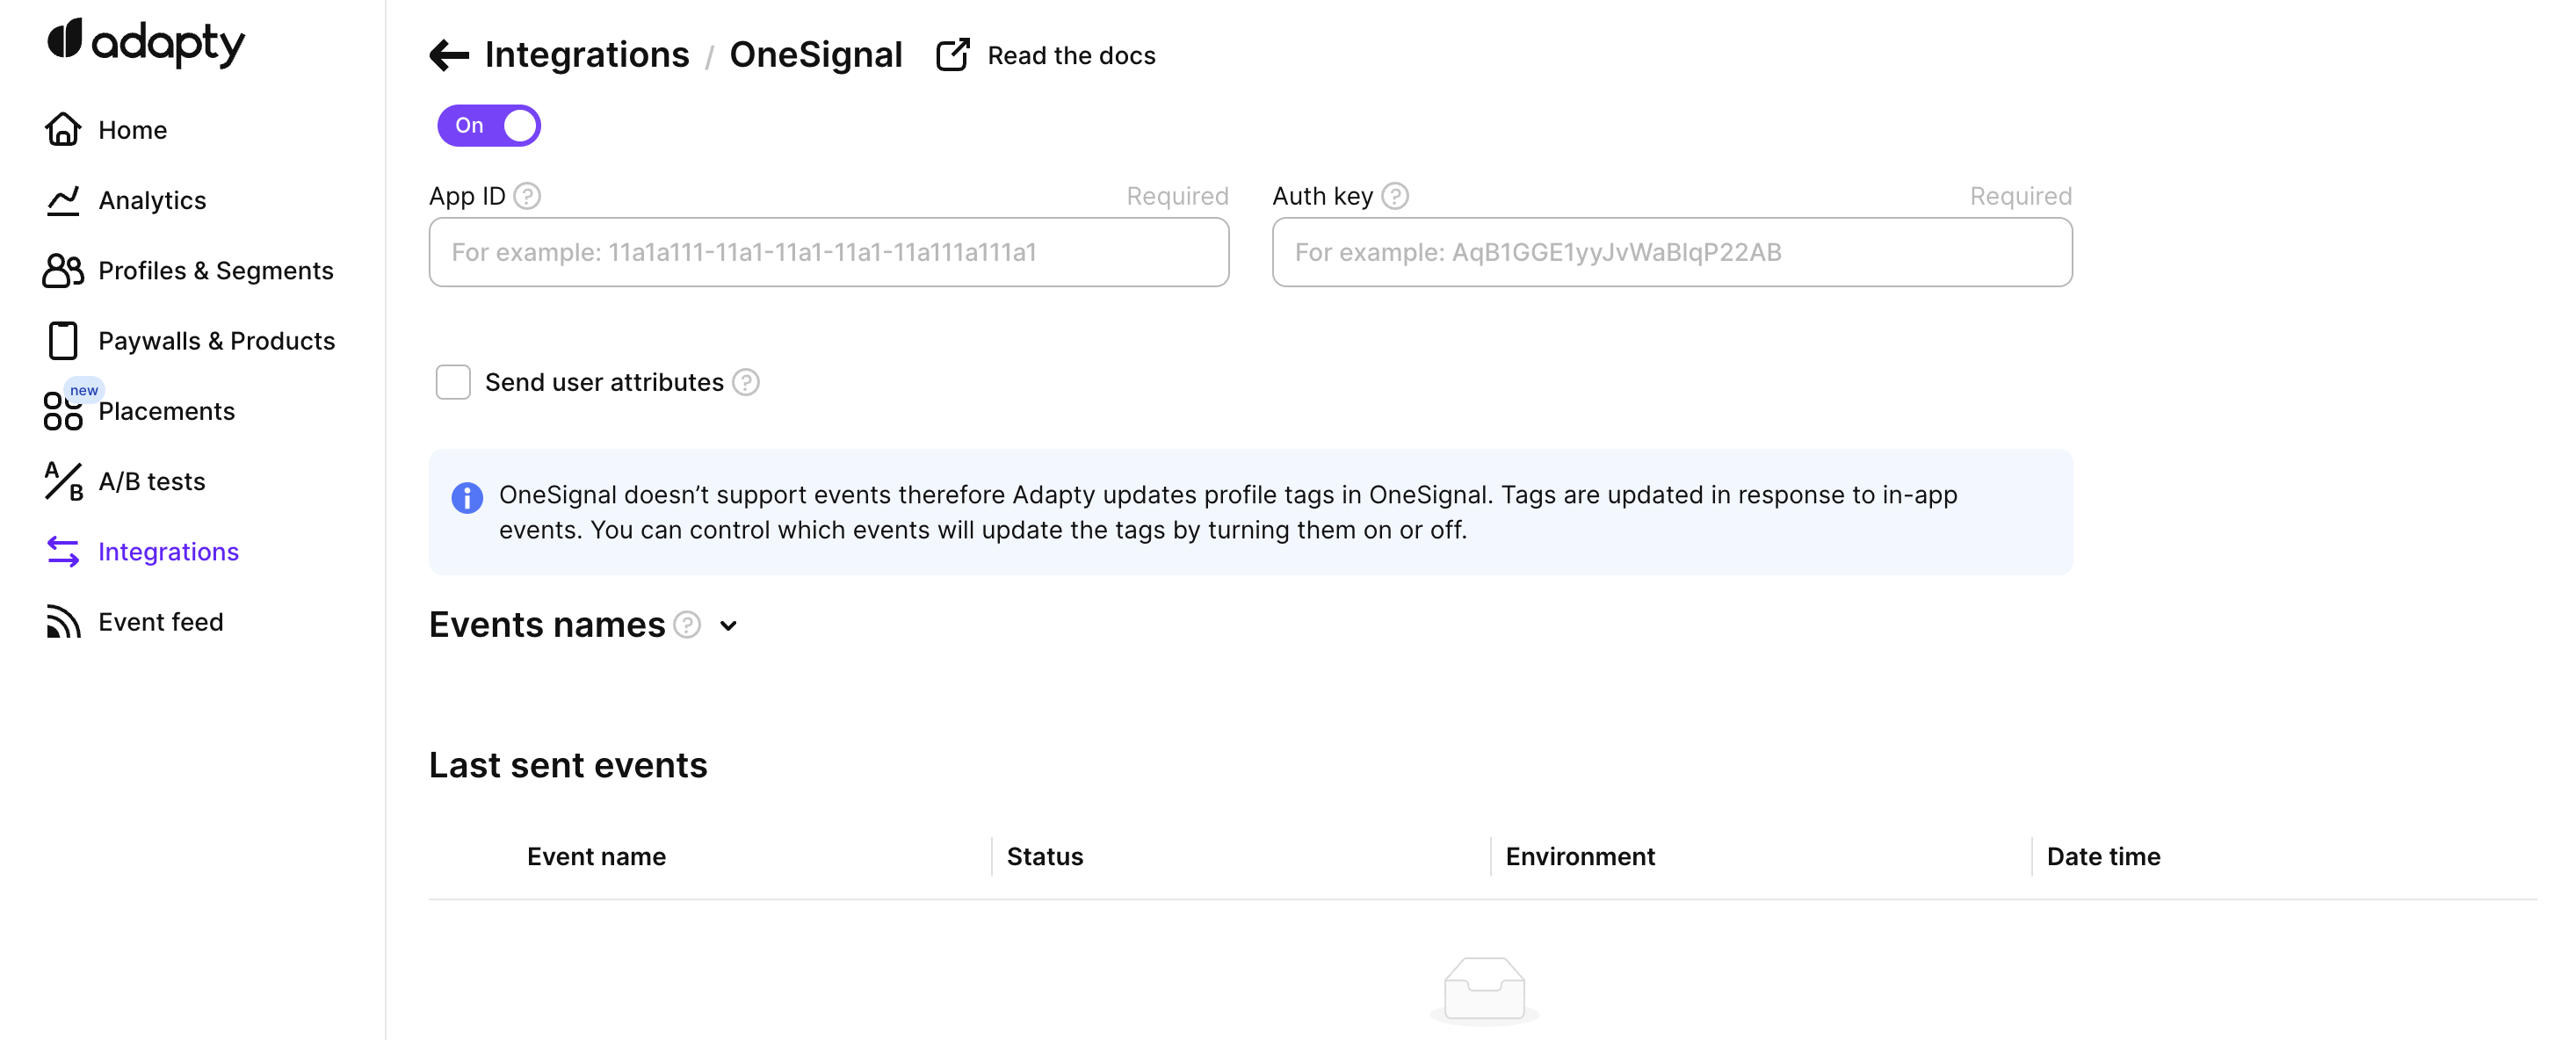 adapty
Home
Analytics
Profiles & Segments
Paywalls & Products
new
Placements
A/B
A/B tests
Integrations
Event feed
Integrations / OneSignal Read the docs
On
App ID ? Required
For example: 11a1a111-11a1-11a1-11a1-11a111a111a1
Auth key ? Required
For example: AqB1GGE1yyJvWaBlqP22AB
Send user attributes ?
OneSignal doesn’t support events therefore Adapty updates profile tags in OneSignal. Tags are updated in response to in-app
events. You can control which events will update the tags by turning them on or off.
Events names ?
Last sent events
Event name Status Environment Date time